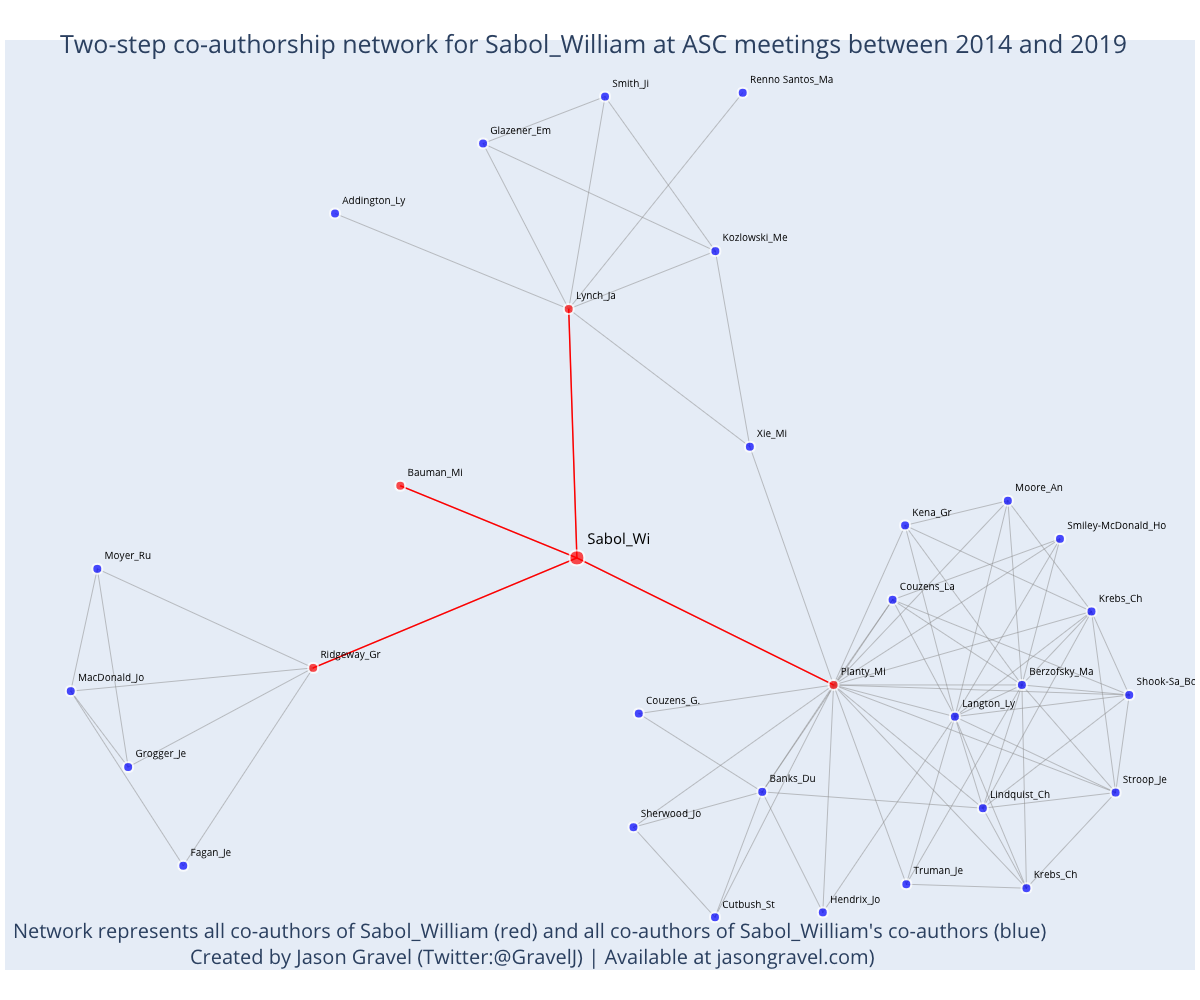 Two-step co-authorship network for Sabol_William at ASC meetings between 2014 and 2019
Smith_Ji
Renno Santos_Ma
Glazener_Em
Addington_Ly
Kozlowski_Me
Lynch_Ja
Xie_Mi
Bauman_Mi
Moore_An
Kena_Gr
Smiley-McDonald_Ho
Sabol_Wi
Moyer_Ru
Couzens_La
Krebs_Ch
Ridgeway_Gr
MacDonald_Jo
Planty_Mi
Berzofsky_Ma
Shook-Sa_Bo
Couzens_G.
Langton_Ly
Grogger_Je
Banks_Du
Stroop_Je
Lindquist_Ch
Sherwood_Jo
Fagan_Je
Truman_Je
Krebs_Ch
Cutbush_St
Hendrix_Jo
Network represents all co-authors of Sabol_William (red) and all co-authors of Sabol_William's co-authors (blue)
Created by Jason Gravel (Twitter:@GravelJ) | Available at jasongravel.com)